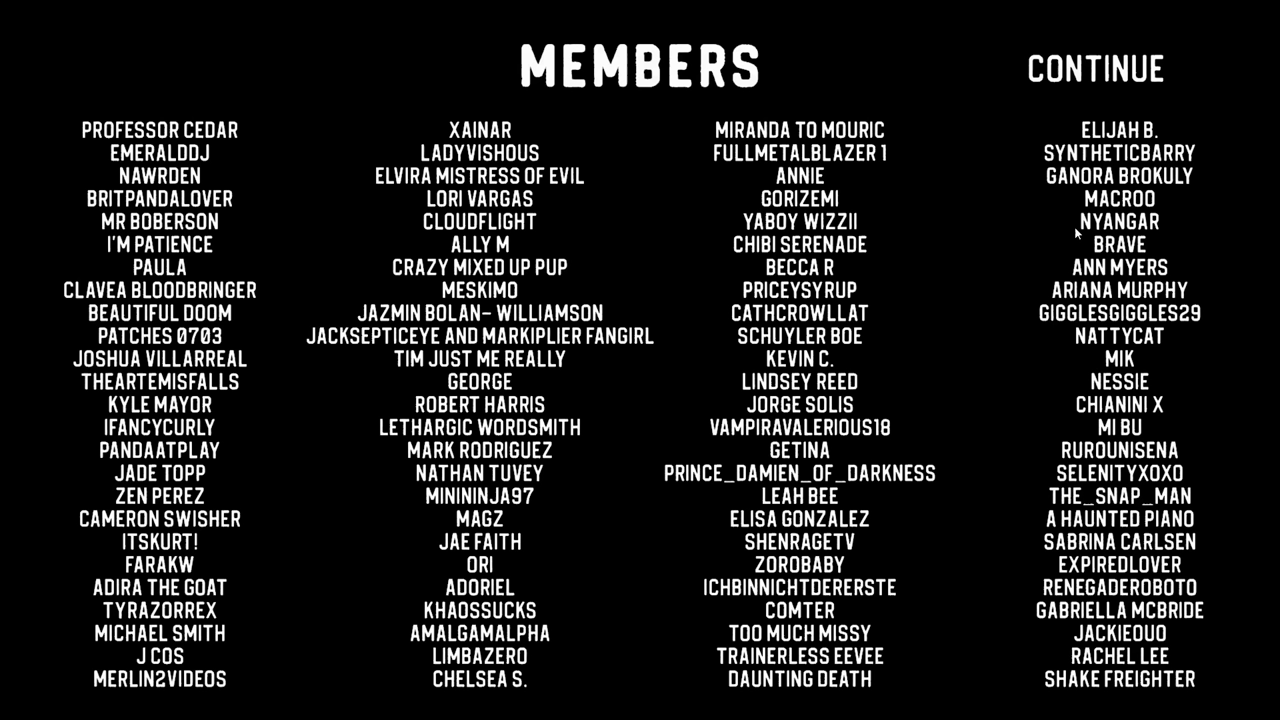 MEMBERS
CONTINUE
PROFESSOR CEDAR
EMERALDDJ
NAWRDEN
BRITPANDALOVER
MR BOBERSON
I'M PATIENCE
PAULA
CLAVEA BLOODBRINGER
BEAUTIFUL DOOM
PATCHES 0703
JOSHUA VILLARREAL
THEARTEMISFALLS
KYLE MAYOR
IFANCYCURLY
PANDAATPLAY
JADE TOPP
ZEN PEREZ
CAMERON SWISHER
ITSKURT!
FARAKW
ADIRA THE GOAT
TYRAZORREX
MICHAEL SMITH
J COS
MERLIN2VIDEOS
XAINAR
LADYVISHOUS
ELVIRA MISTRESS OF EVIL
LORI VARGAS
CLOUDFLIGHT
ALLY M
CRAZY MIXED UP PUP
MESKIMO
JAZMIN BOLAN- WILLIAMSON
JACKSEPTICEYE AND MARKIPLIER FANGIRL
TIM JUST ME REALLY
GEORGE
ROBERT HARRIS
LETHARGIC WORDSMITH
MARK RODRIGUEZ
NATHAN TUVEY
MINININJA97
MAGZ
JAE FAITH
ORI
ADORIEL
KHAOSSUCKS
AMALGAMALPHA
LIMBAZERO
CHELSEA S.
MIRANDA TO MOURIC
FULLMETALBLAZER 1
ANNIE
GORIZEMI
YABOY WIZZII
CHIBI SERENADE
BECCA R
PRICEYSYRUP
CATHCROWLLAT
SCHUYLER BOE
KEVIN C.
LINDSEY REED
JORGE SOLIS
VAMPIRAVALERIOUS18
GETINA
PRINCE_DAMIEN_OF_DARKNESS
LEAH BEE
ELISA GONZALEZ
SHENRAGETV
ZOROBABY
ICHBINNICHTDERERSTE
COMTER
TOO MUCH MISSY
TRAINERLESS EEVEE
DAUNTING DEATH
ELIJAH B.
SYNTHETICBARRY
GANORA BROKULY
MACROO
NYANGAR
BRAVE
ANN MYERS
ARIANA MURPHY
GIGGLESGIGGLES29
NATTYCAT
MIK
NESSIE
CHIANINI X
MI BU
RUROUNISENA
SELENITYXOXO
THE_SNAP_MAN
A HAUNTED PIANO
SABRINA CARLSEN
EXPIREDLOVER
RENEGADEROBOTO
GABRIELLA MCBRIDE
JACKIEOUO
RACHEL LEE
SHAKE FREIGHTER